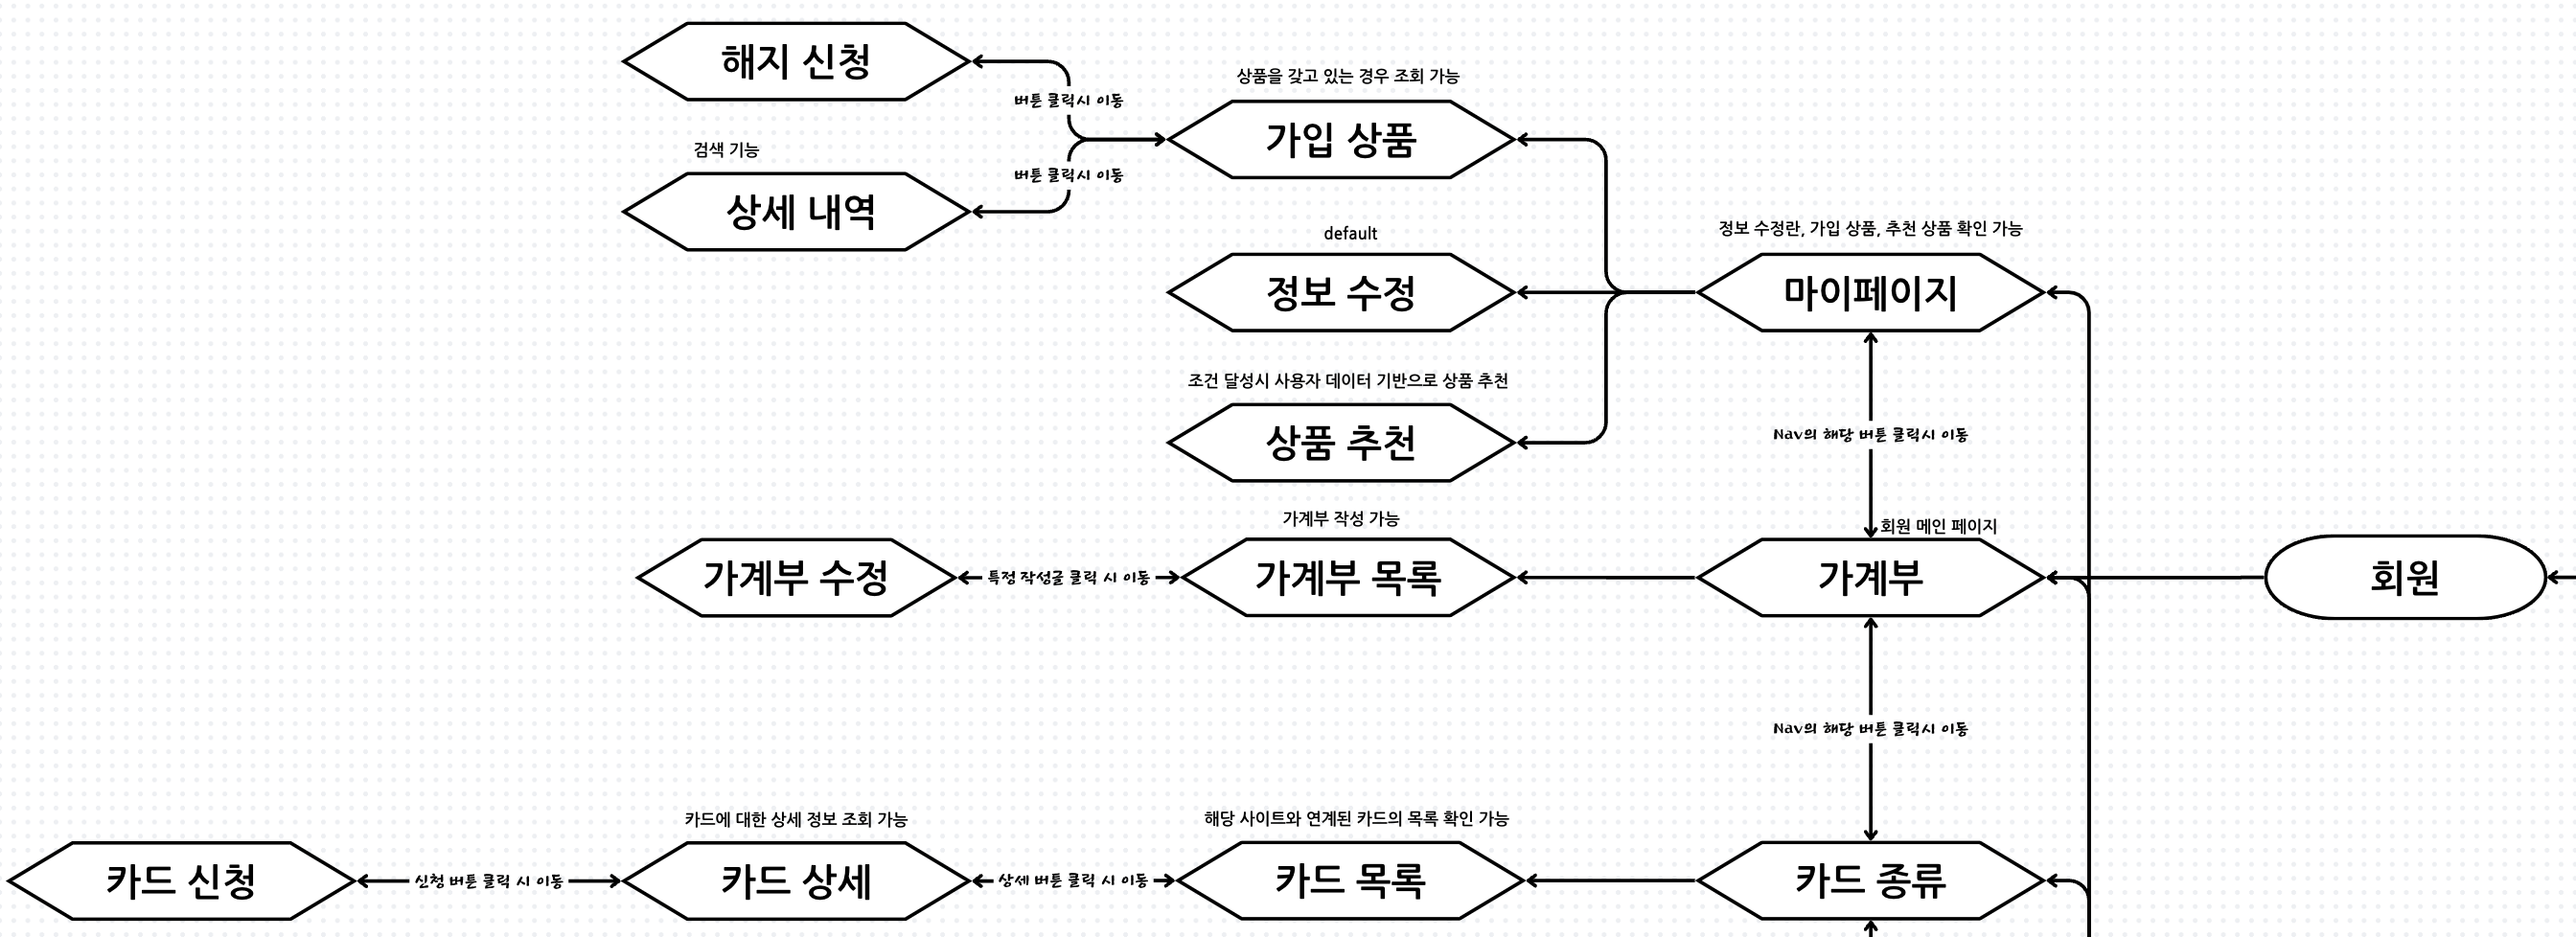 해지 신청
상품을 갖고 있는 경우 조회 가능
버튼 클릭시 이동
가입 상품
검색 기능
버튼 클릭시 이동
상세 내역
default
정보 수정란, 가입 상품, 추천 상품 확인 가능
정보 수정
마이페이지
조건 달성시 사용자 데이터 기반으로 상품 추천
상품 추천
Nav의 해당 버튼 클릭시 이동
가계부 작성 가능
회원 메인 페이지
가계부 수정
특정 작성글 클릭 시 이동
가계부 목록
가계부
회원
Nav의 해당 버튼 클릭시 이동
카드에 대한 상세 정보 조회 가능
해당 사이트와 연계된 카드의 목록 확인 가능
카드 신청
신청 버튼 클릭 시 이동
카드 상세
상세 버튼 클릭 시 이동
카드 목록
카드 종류